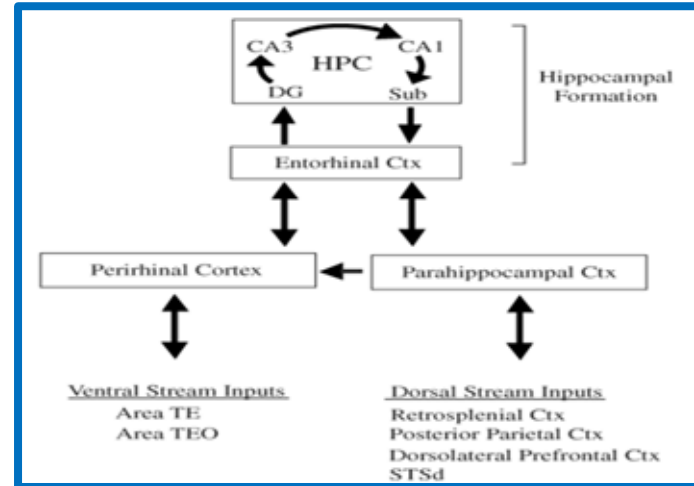 CA3 CA1
HPC
DG Sub
Hippocampal
Formation
Entorhinal Ctx
Perirhinal Cortex
Parahippocampal Ctx
Ventral Stream Inputs
Area TE
Area TEO
Dorsal Stream Inputs
Retrosplenial Ctx
Posterior Parietal Ctx
Dorsolateral Prefrontal Ctx
STSd